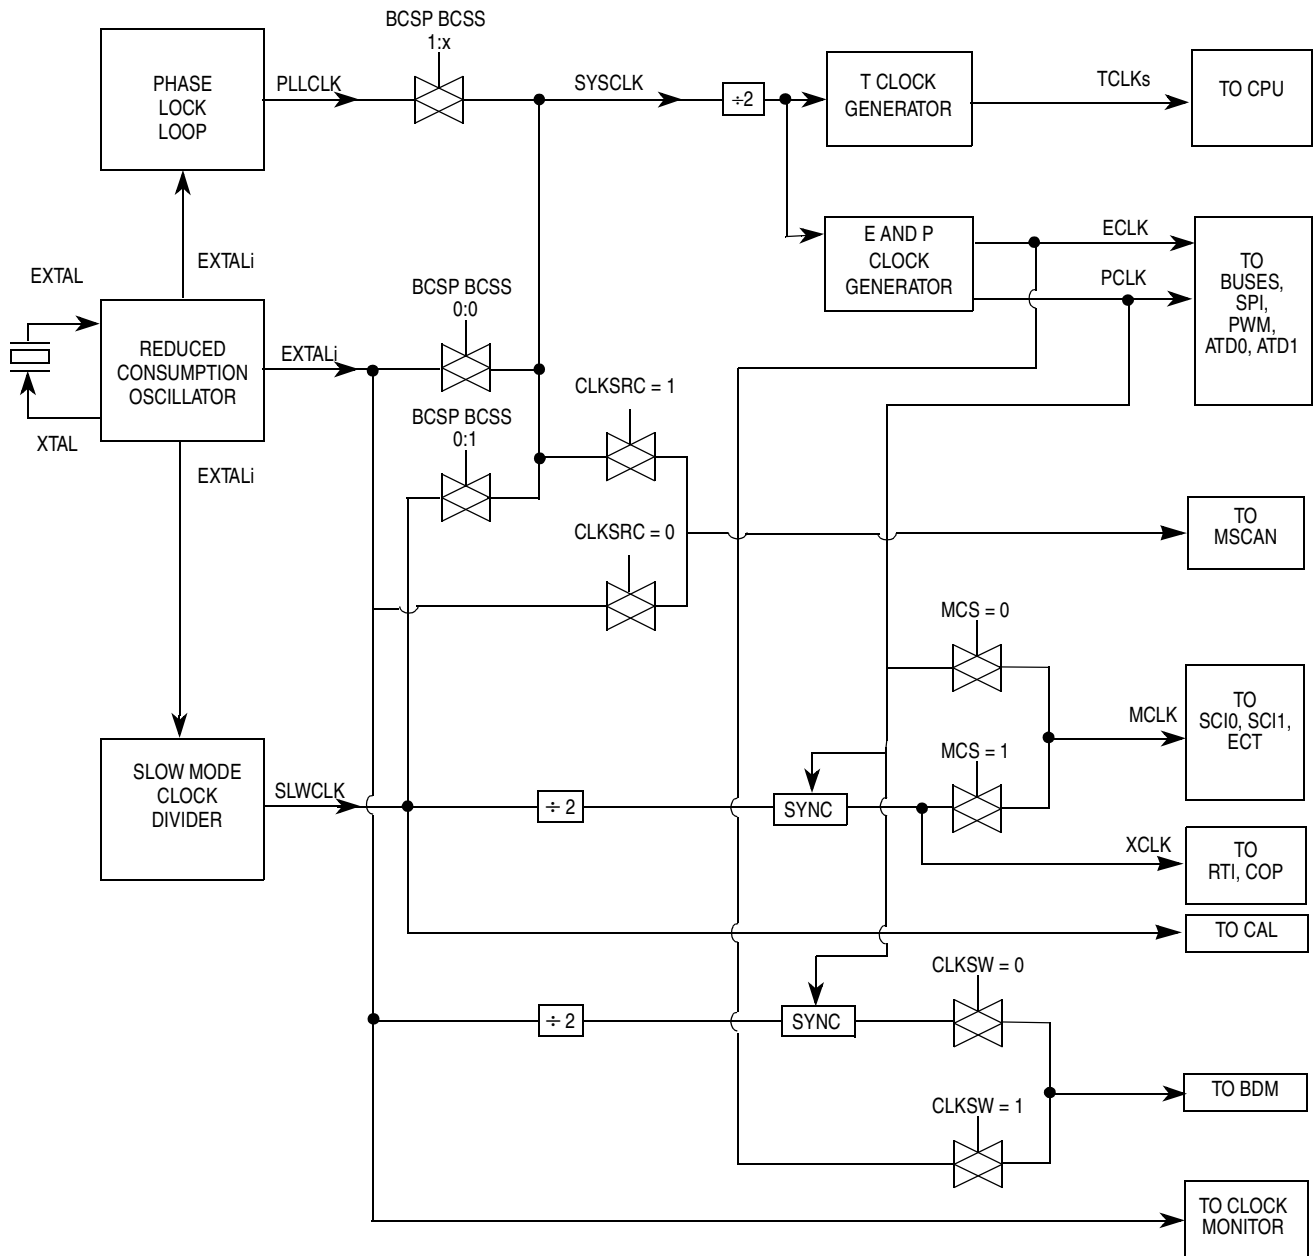 BCSP BCSS
1:x
PHASE
LOCK
LOOP
PLLCLK
SYSCLK
÷2
T CLOCK
GENERATOR
TCLKs
TO CPU
EXTALi
E AND P
CLOCK
GENERATOR
ECLK
PCLK
TO
BUSES,
SPI,
PWM,
ATD0, ATD1
EXTAL
XTAL
REDUCED
CONSUMPTION
OSCILLATOR
EXTALi
BCSP BCSS
0:0
BCSP BCSS
0:1
CLKSRC = 1
CLKSRC = 0
EXTALi
TO
MSCAN
MCS = 0
MCS = 1
MCLK
TO
SCI0, SCI1,
ECT
SLOW MODE
CLOCK
DIVIDER
SLWCLK
÷ 2
SYNC
XCLK
TO
RTI, COP
TO CAL
÷ 2
SYNC
CLKSW = 0
CLKSW = 1
TO BDM
TO CLOCK
MONITOR